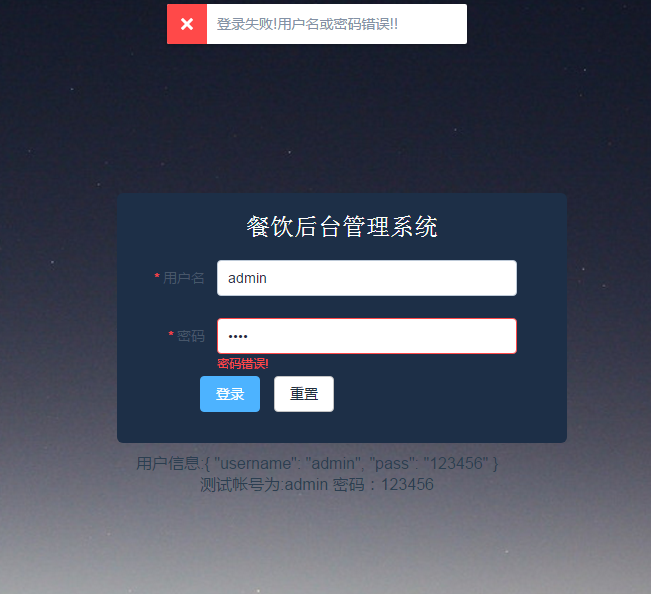 登录失败!用户名或密码错误!!
餐饮后台管理系统
* 用户名 admin
* 密码 ••••
密码错误!
登录 重置
用户信息:{ "username": "admin", "pass": "123456" }
测试帐号为:admin 密码：123456